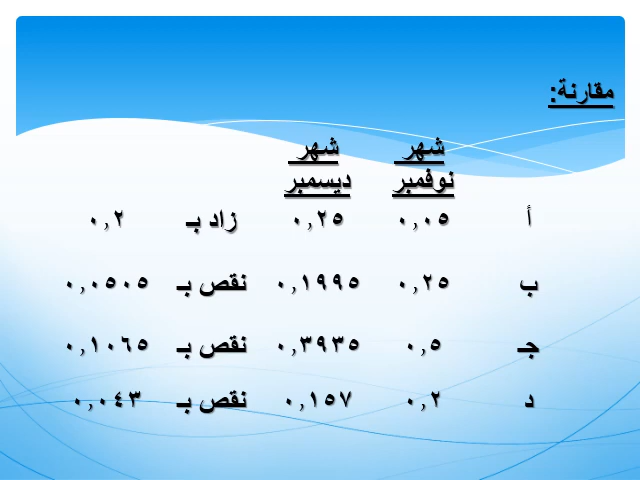 مقارنة:
شهر نوفمبر شهر ديسمبر
أ ٠,٠٥ ٠,٢٥ زاد بـ ٠,٢
ب ٠,٢٥ ٠,١٩٩٥ نقص بـ ٠,٠٥٠٥
جـ ٠,٥ ٠,٣٩٣٥ نقص بـ ٠,١٠٦٥
د ٠,٢ ٠,١٥٧ نقص بـ ٠,٠٤٣